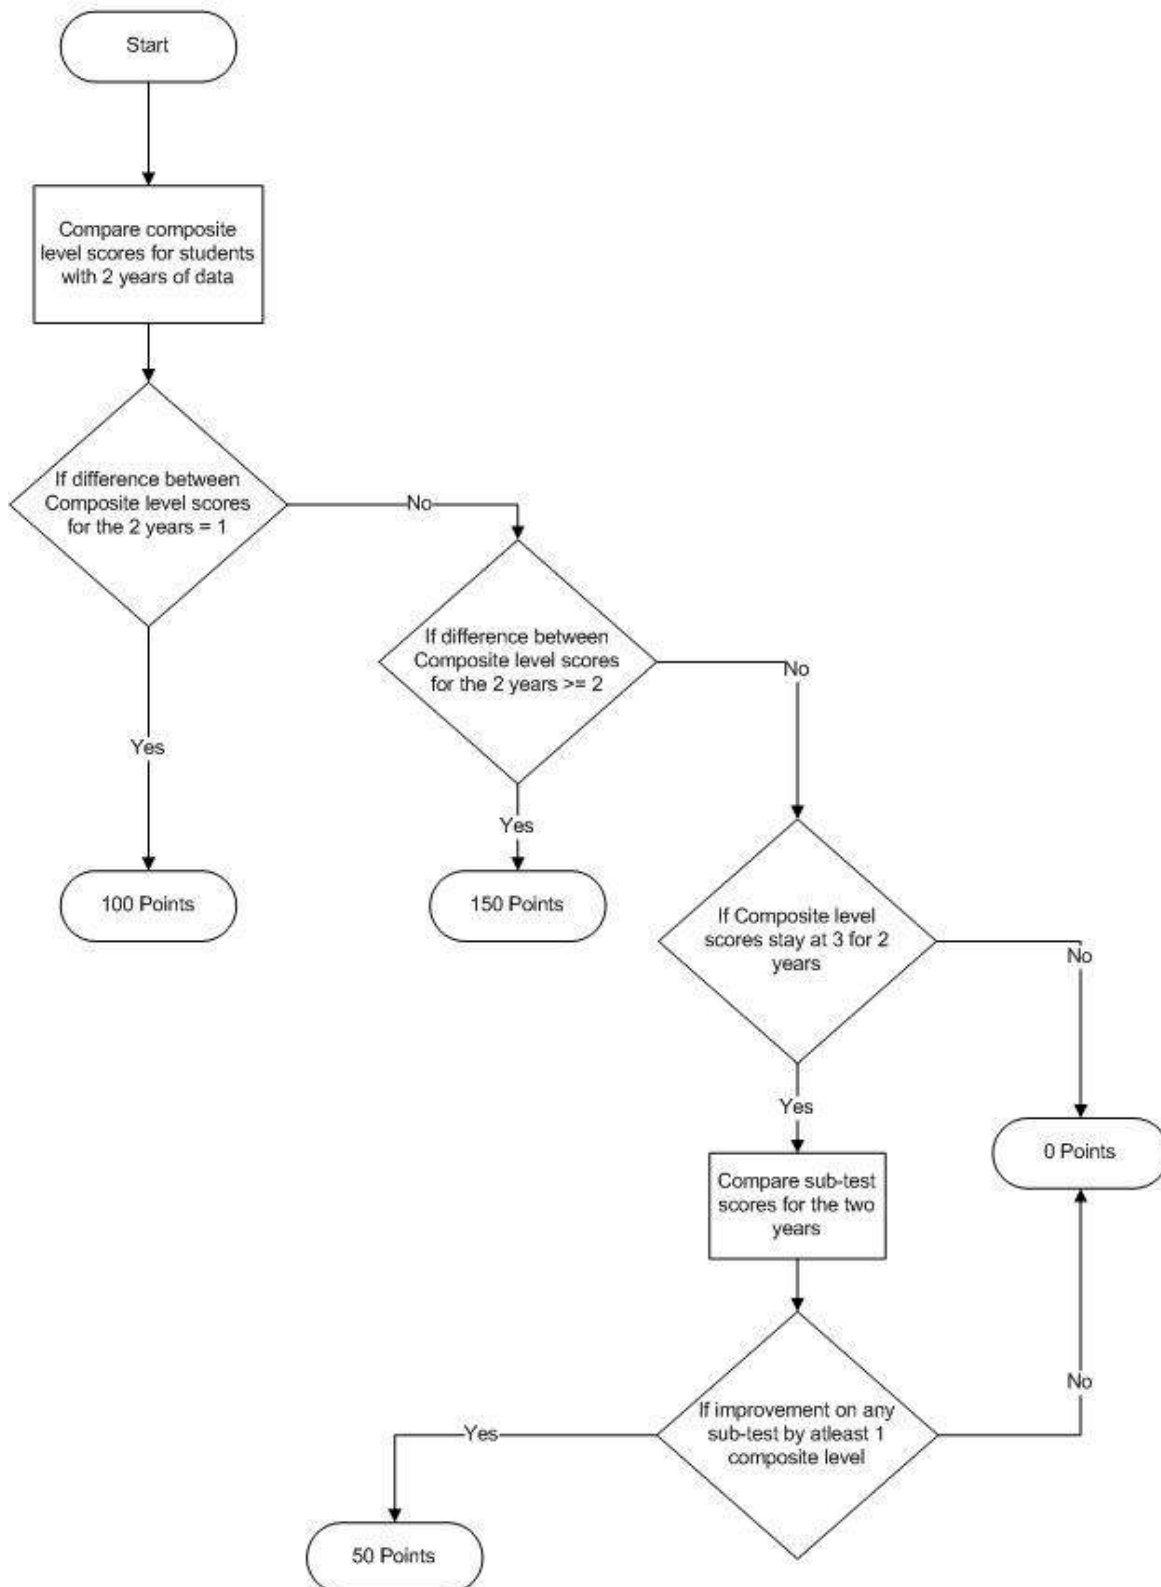 Start
Compare composite
level scores for students
with 2 years of data
If difference between
Composite level scores
for the 2 years = 1
No
If difference between
Composite level scores
for the 2 years >= 2
No
Yes
Yes
100 Points
150 Points
If Composite level
scores stay at 3 for 2
years
No
Yes
0 Points
Compare sub-test
scores for the two
years
No
If improvement on any
sub-test by atleast 1
composite level
Yes
50 Points